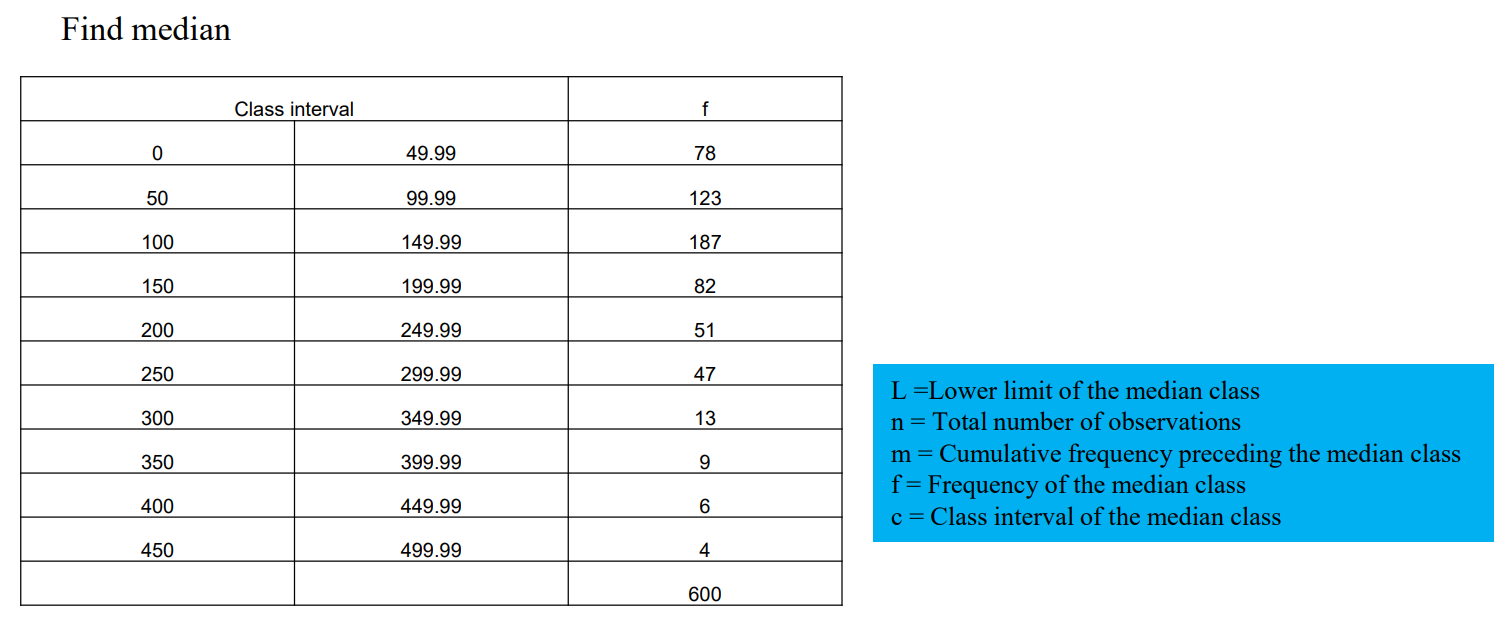 Find median
Class interval f
0 49.99 78
50 99.99 123
100 149.99 187
150 199.99 82
200 249.99 51
250 299.99 47
300 349.99 13
350 399.99 9
400 449.99 6
450 499.99 4
600
L =Lower limit of the median class
n = Total number of observations
m = Cumulative frequency preceding the median class
f = Frequency of the median class
c = Class interval of the median class